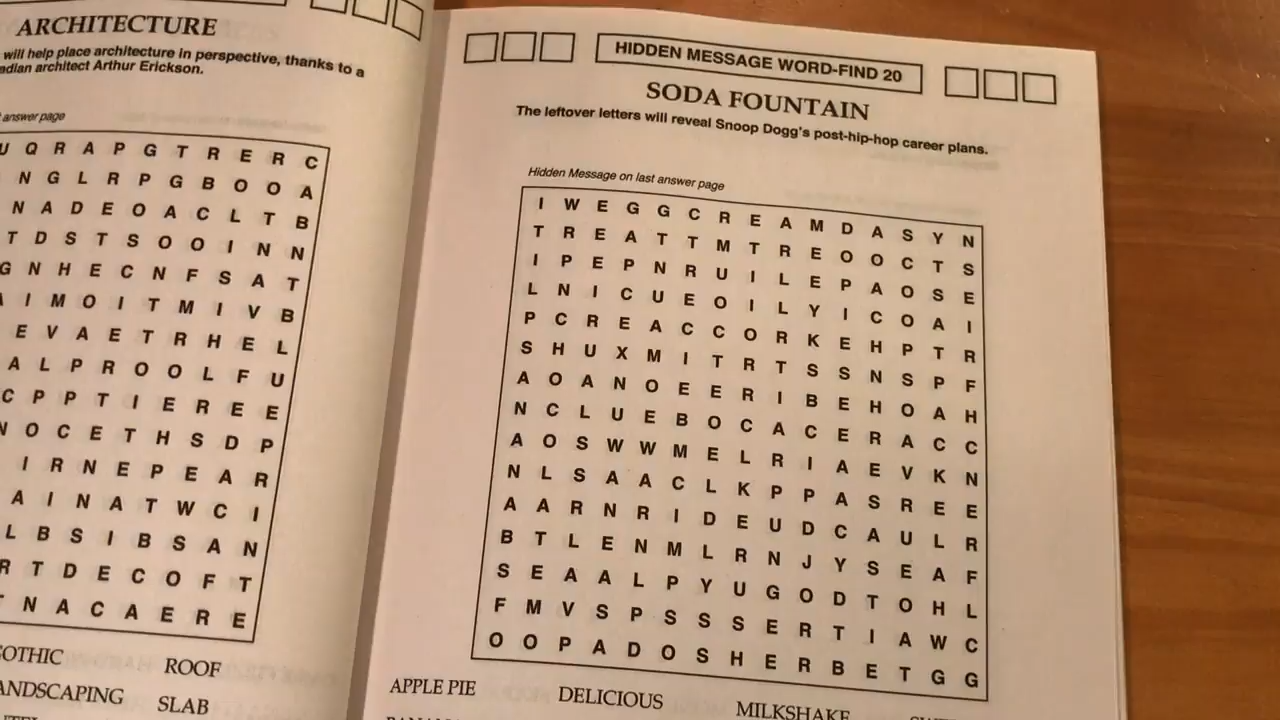 ARCHITECTURE
will help place architecture in perspective, thanks to a
architect Arthur Erickson.
answer page
U Q R A P G T R E R C
N G L R P G B O O A
N A D E O A C L T B
T D S T S O O I N N
G N H E C N F S A T
I M O I T M I V B
E V A E T R H E L
A L P R O O L F U
C P P T I E R E E
N O C E T H S D P
I R N E P E A R
A I N A T W C I
L B S I B S A N
R T D E C O F T
N A C A E R E
OTHIC ROOF
ANDSCAPING SLAB
HIDDEN MESSAGE WORD-FIND 20
SODA FOUNTAIN
The leftover letters will reveal Snoop Dogg's post-hip-hop career plans.
Hidden Message on last answer page
I W E G G C R E A M D A S Y N
T R E A T T M T R E O O C T S
I P E P N R U I L E P A O S E
L N I C U E O I L Y I C O A I
P C R E A C C O R K E H P T R
S H U X M I T R T S S N S P F
A O A N O E E R I B E H O A H
N C L U E B O C A C E R A C C
A O S W W M E L R I A E V K N
N L S A A C L K P P A S R E E
A A R N R I D E U D C A U L R
B T L E N M L R N J Y S E A F
S E A A L P Y U G O D T O H L
F M V S P S S S E R T I A W C
O O P A D O S H E R B E T G G
APPLE PIE DELICIOUS MILKSHAKE